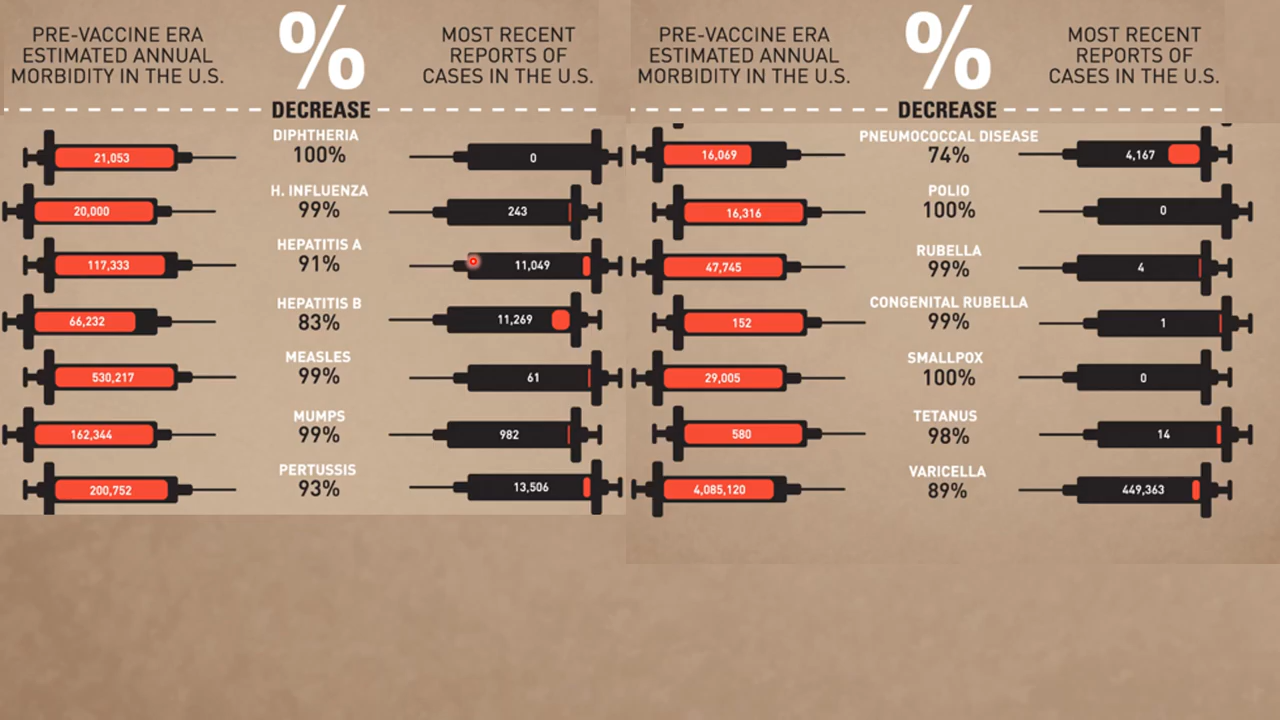 PRE-VACCINE ERA
ESTIMATED ANNUAL
MORBIDITY IN THE U.S.
%
DECREASE
MOST RECENT
REPORTS OF
CASES IN THE U.S.
DIPHTHERIA
21,053 100% 0
H. INFLUENZA
20,000 99% 243
HEPATITIS A
117,333 91% 11,049
HEPATITIS B
66,232 83% 11,269
MEASLES
530,217 99% 61
MUMPS
162,344 99% 982
PERTUSSIS
200,752 93% 13,506
PRE-VACCINE ERA
ESTIMATED ANNUAL
MORBIDITY IN THE U.S.
%
DECREASE
MOST RECENT
REPORTS OF
CASES IN THE U.S.
PNEUMOCOCCAL DISEASE
16,069 74% 4,167
POLIO
16,316 100% 0
RUBELLA
47,745 99% 4
CONGENITAL RUBELLA
152 99% 1
SMALLPOX
29,005 100% 0
TETANUS
580 98% 14
VARICELLA
4,085,120 89% 449,363